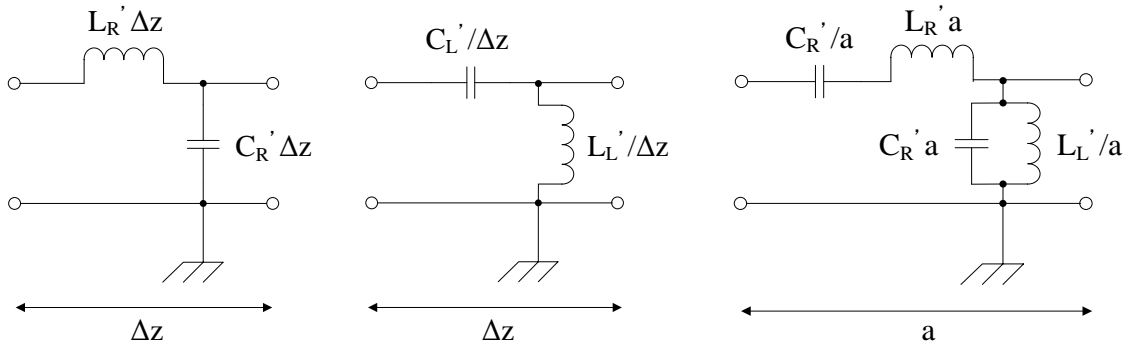 L_R'Δz
C_R'Δz
Δz
C_L'/Δz
L_L'/Δz
Δz
C_R'/a
L_R'a
C_R'a
L_L'/a
a